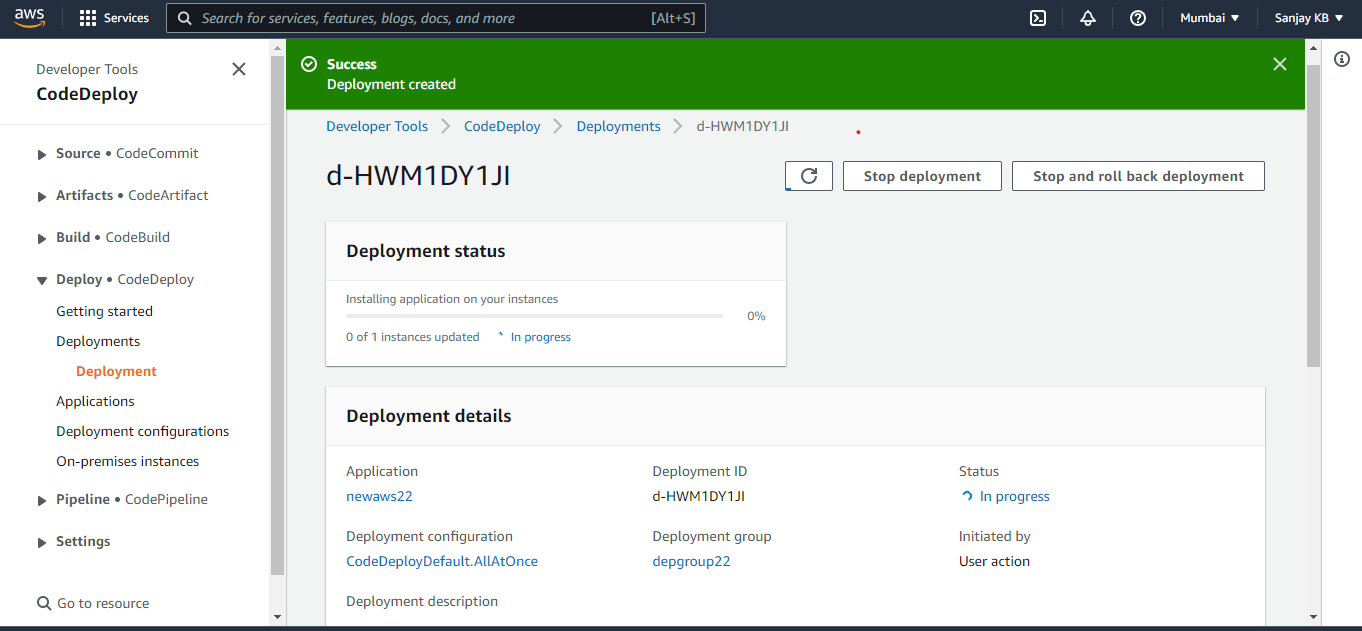 aws
Services
Search for services, features, blogs, docs, and more
[Alt+S]
Mumbai
Sanjay KB
Developer Tools
CodeDeploy
Source • CodeCommit
Artifacts • CodeArtifact
Build • CodeBuild
Deploy • CodeDeploy
Getting started
Deployments
Deployment
Applications
Deployment configurations
On-premises instances
Pipeline • CodePipeline
Settings
Go to resource
Success
Deployment created
Developer Tools
CodeDeploy
Deployments
d-HWM1DY1JI
d-HWM1DY1JI
Stop deployment
Stop and roll back deployment
Deployment status
Installing application on your instances
0%
0 of 1 instances updated
In progress
Deployment details
Application
newaws22
Deployment ID
d-HWM1DY1JI
Status
In progress
Deployment configuration
CodeDeployDefault.AllAtOnce
Deployment group
depgroup22
Initiated by
User action
Deployment description